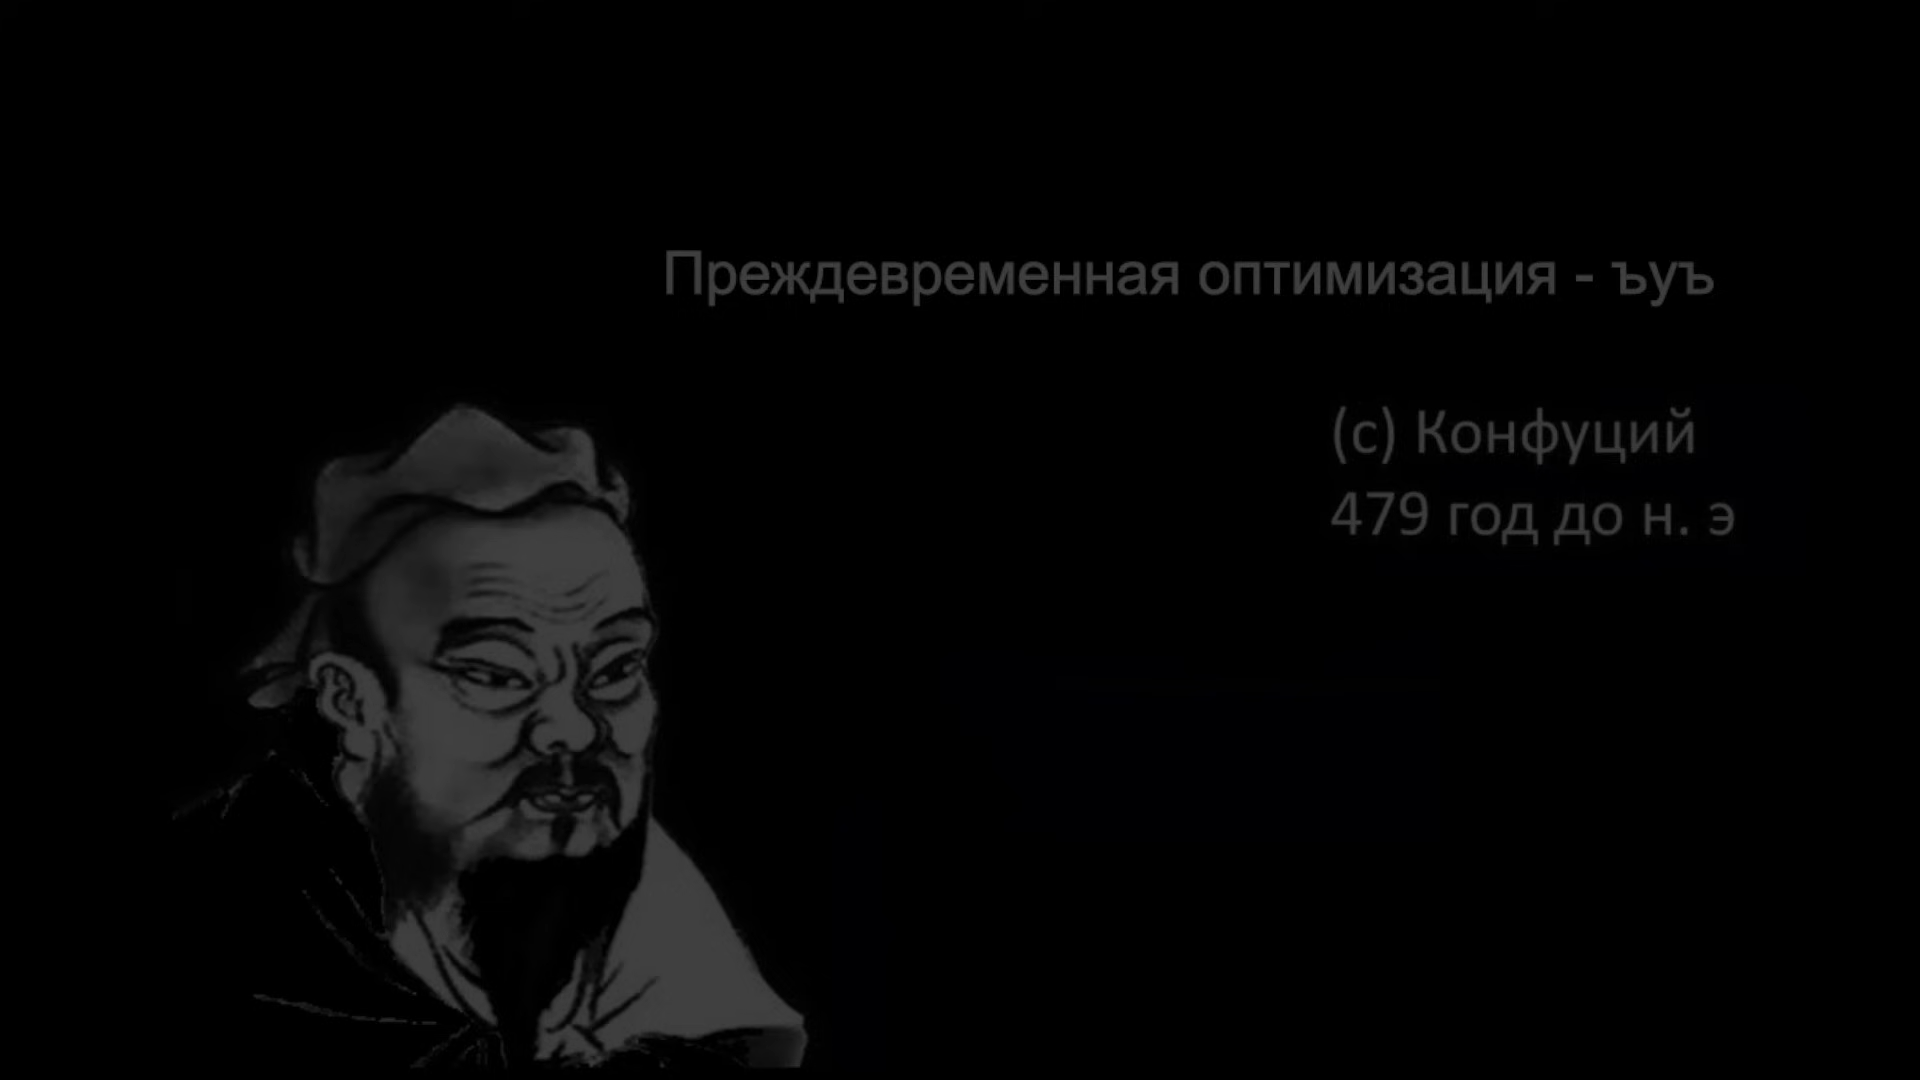 Преждевременная оптимизация - ъуъ
(с) Конфуций
479 год до н. э